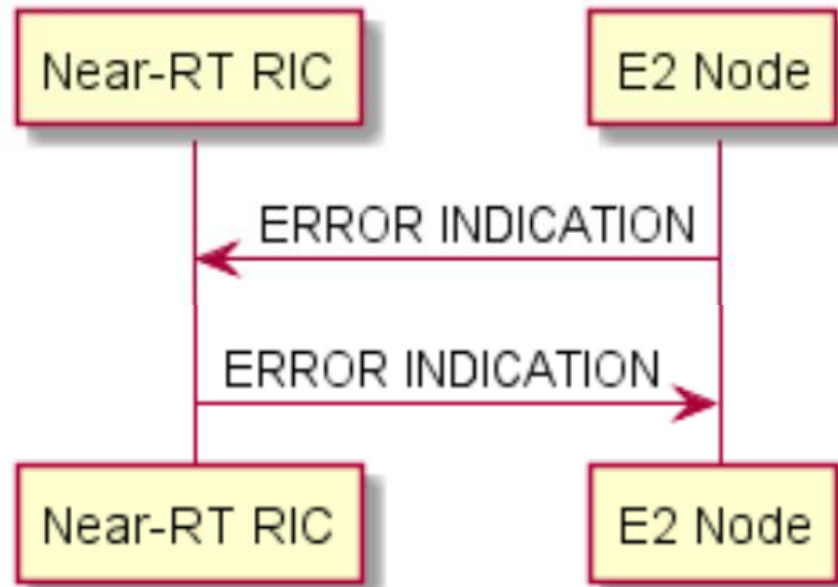 Near-RT RIC
E2 Node
ERROR INDICATION
ERROR INDICATION
Near-RT RIC
E2 Node